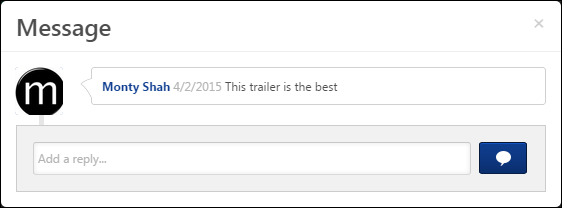 Message
×
m
Monty Shah 4/2/2015 This trailer is the best
Add a reply...